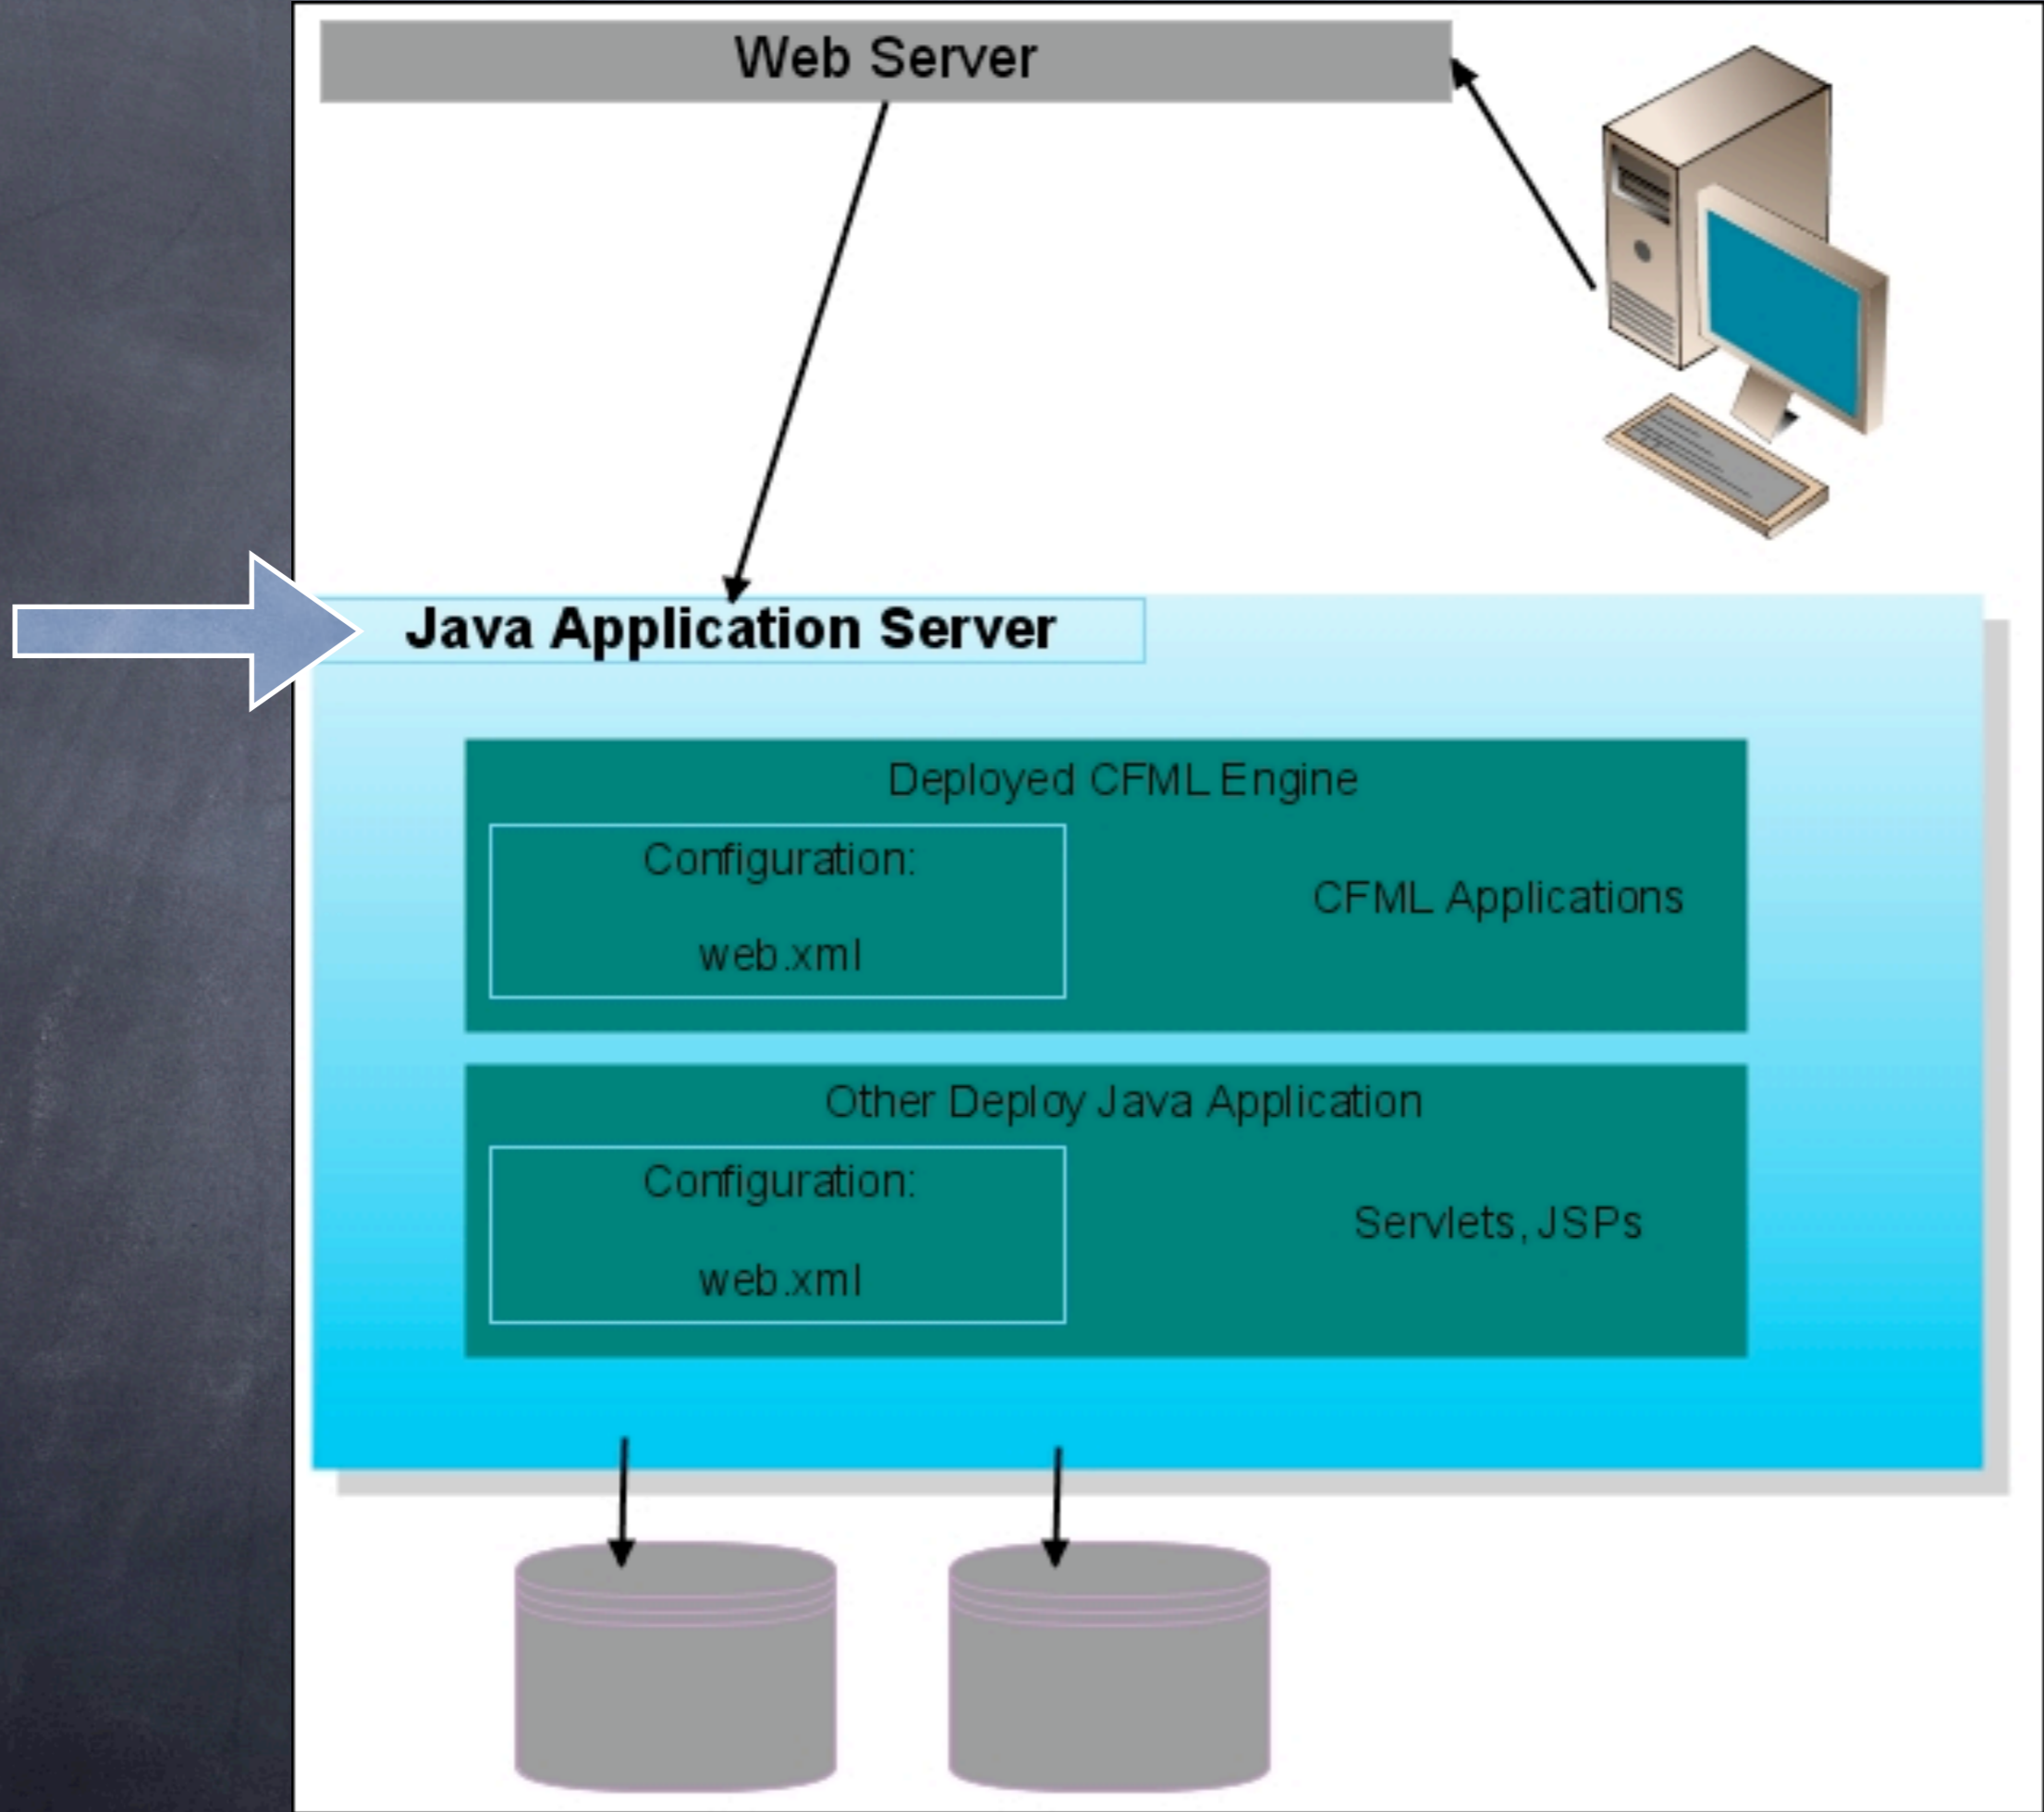 Web Server
Java Application Server
Deployed CFML Engine
Configuration:
web.xml
CFML Applications
Other Deploy Java Application
Configuration:
web.xml
Servlets, JSPs